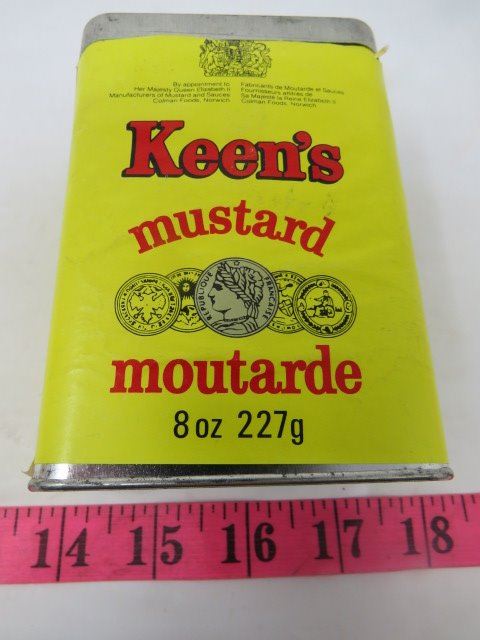 By appointment to
Her Majesty Queen Elizabeth II
Manufacturers of Mustard and Sauces
Colman Foods, Norwich
Fabricants de Moutarde et Sauces
Fournisseurs attitrés de
Sa Majesté la Reine Elizabeth II
Colman Foods, Norwich
Keen's
mustard
REPUBLIQUE FRANÇAISE
moutarde
8 oz 227g
14 15 16 17 18